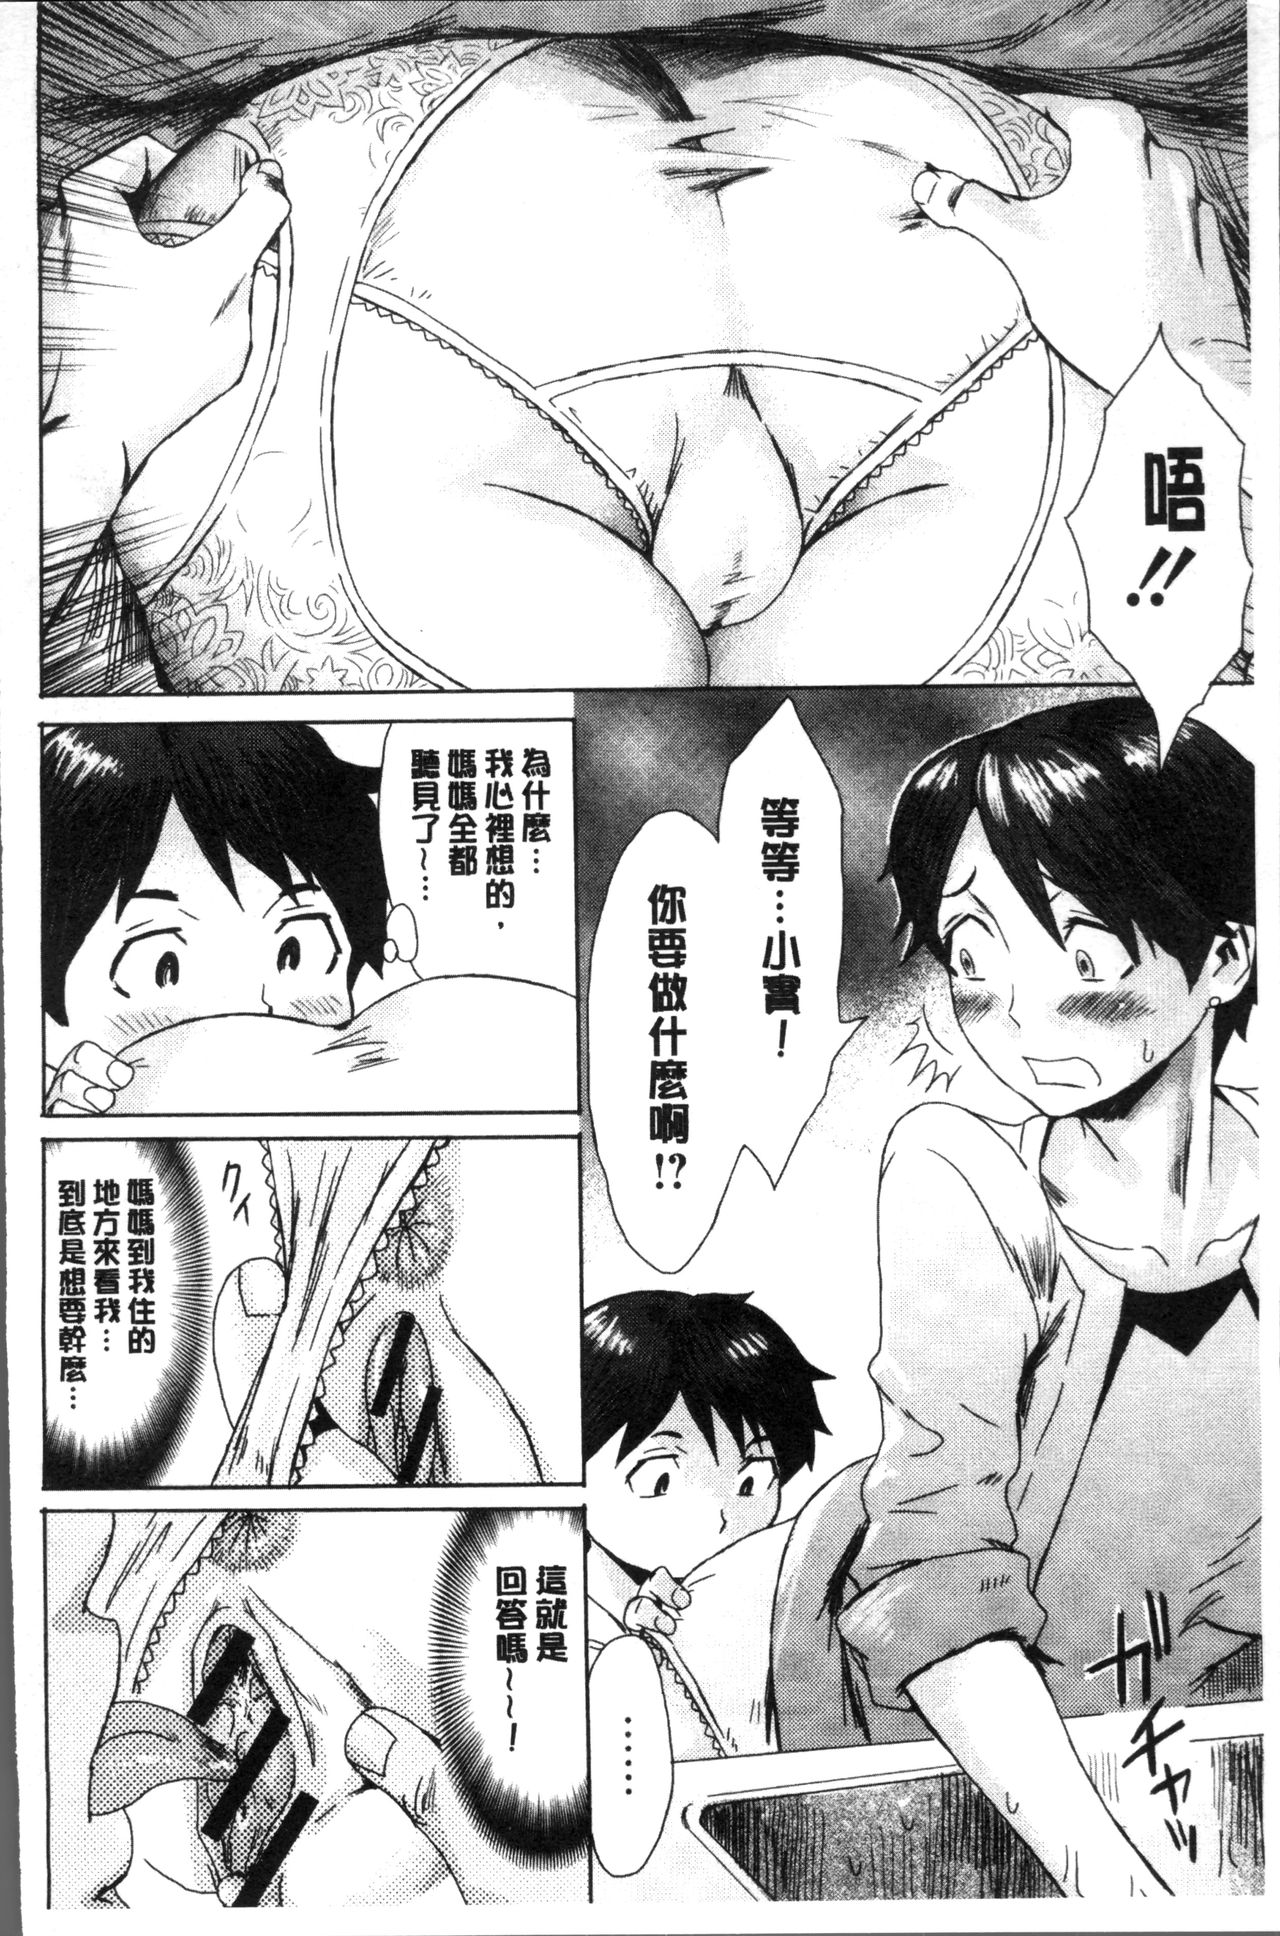 唔!!
等等…小實!
你要做什麼啊!?
ガチャッ
……
為什麼…
我心裡想的,
媽媽全都
聽見了~…
媽媽到我住的
地方來看我…
到底是想要幹麼…
クイ
這就是
回答嗎~~!